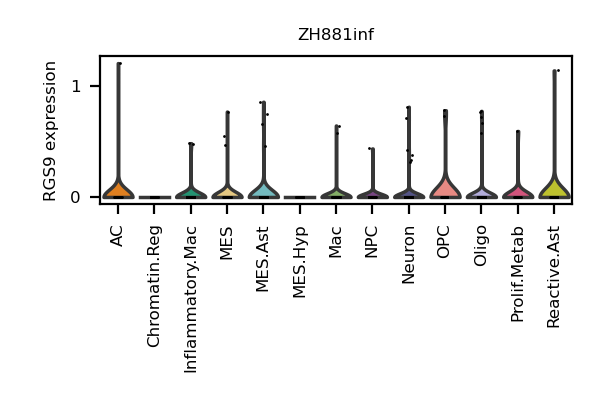 ZH881inf
RGS9 expression
1
0
AC
Chromatin.Reg
Inflammatory.Mac
MES
MES.Ast
MES.Hyp
Mac
NPC
Neuron
OPC
Oligo
Prolif.Metab
Reactive.Ast